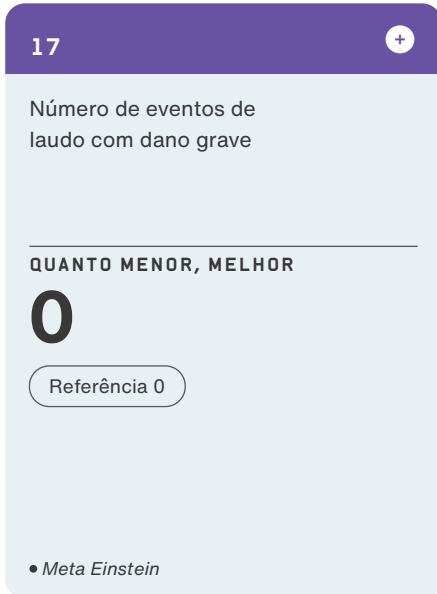 17
+
Número de eventos de
laudo com dano grave
QUANTO MENOR, MELHOR
0
Referência 0
• Meta Einstein